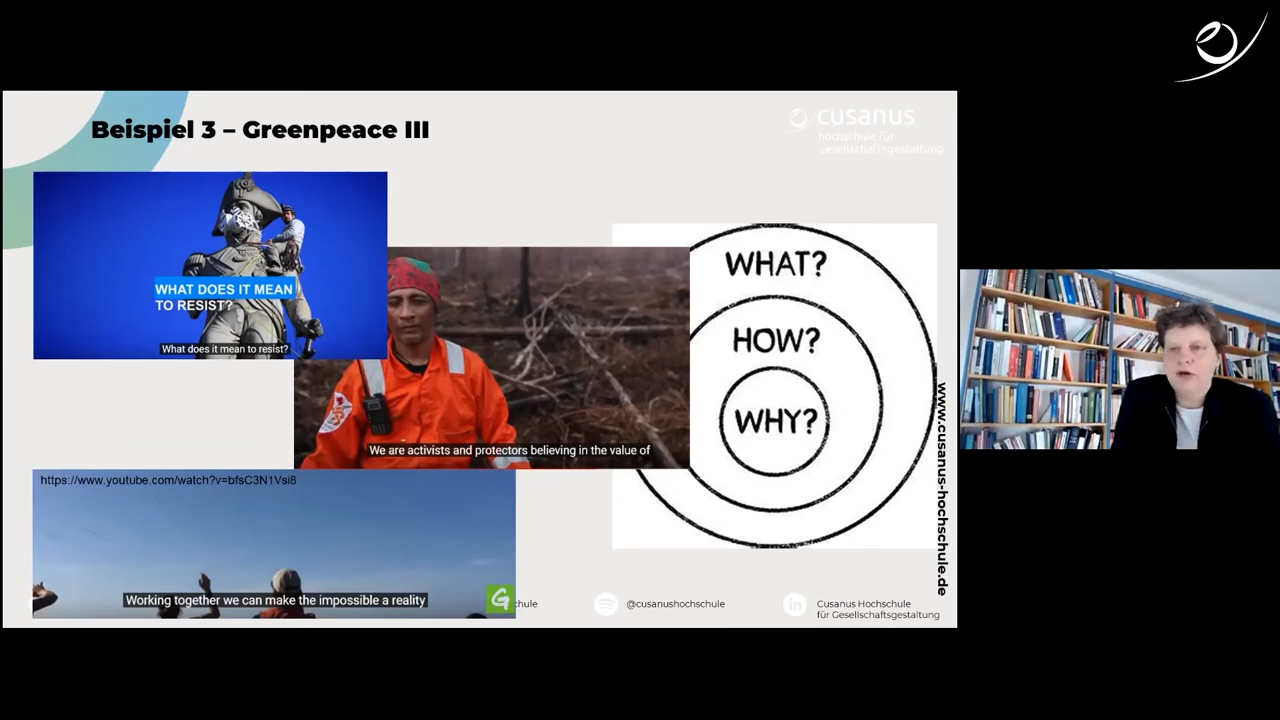 Beispiel 3 – Greenpeace III
cusanus
hochschule für
gesellschaftsgestaltung
WHAT DOES IT MEAN
TO RESIST?
What does it mean to resist?
We are activists and protectors believing in the value of
https://www.youtube.com/watch?v=bfsC3N1Vsi8
Working together we can make the impossible a reality
WHAT?
HOW?
WHY?
www.cusanus-hochschule.de
chule
@cusanushochschule
in
Cusanus Hochschule
für Gesellschaftsgestaltung